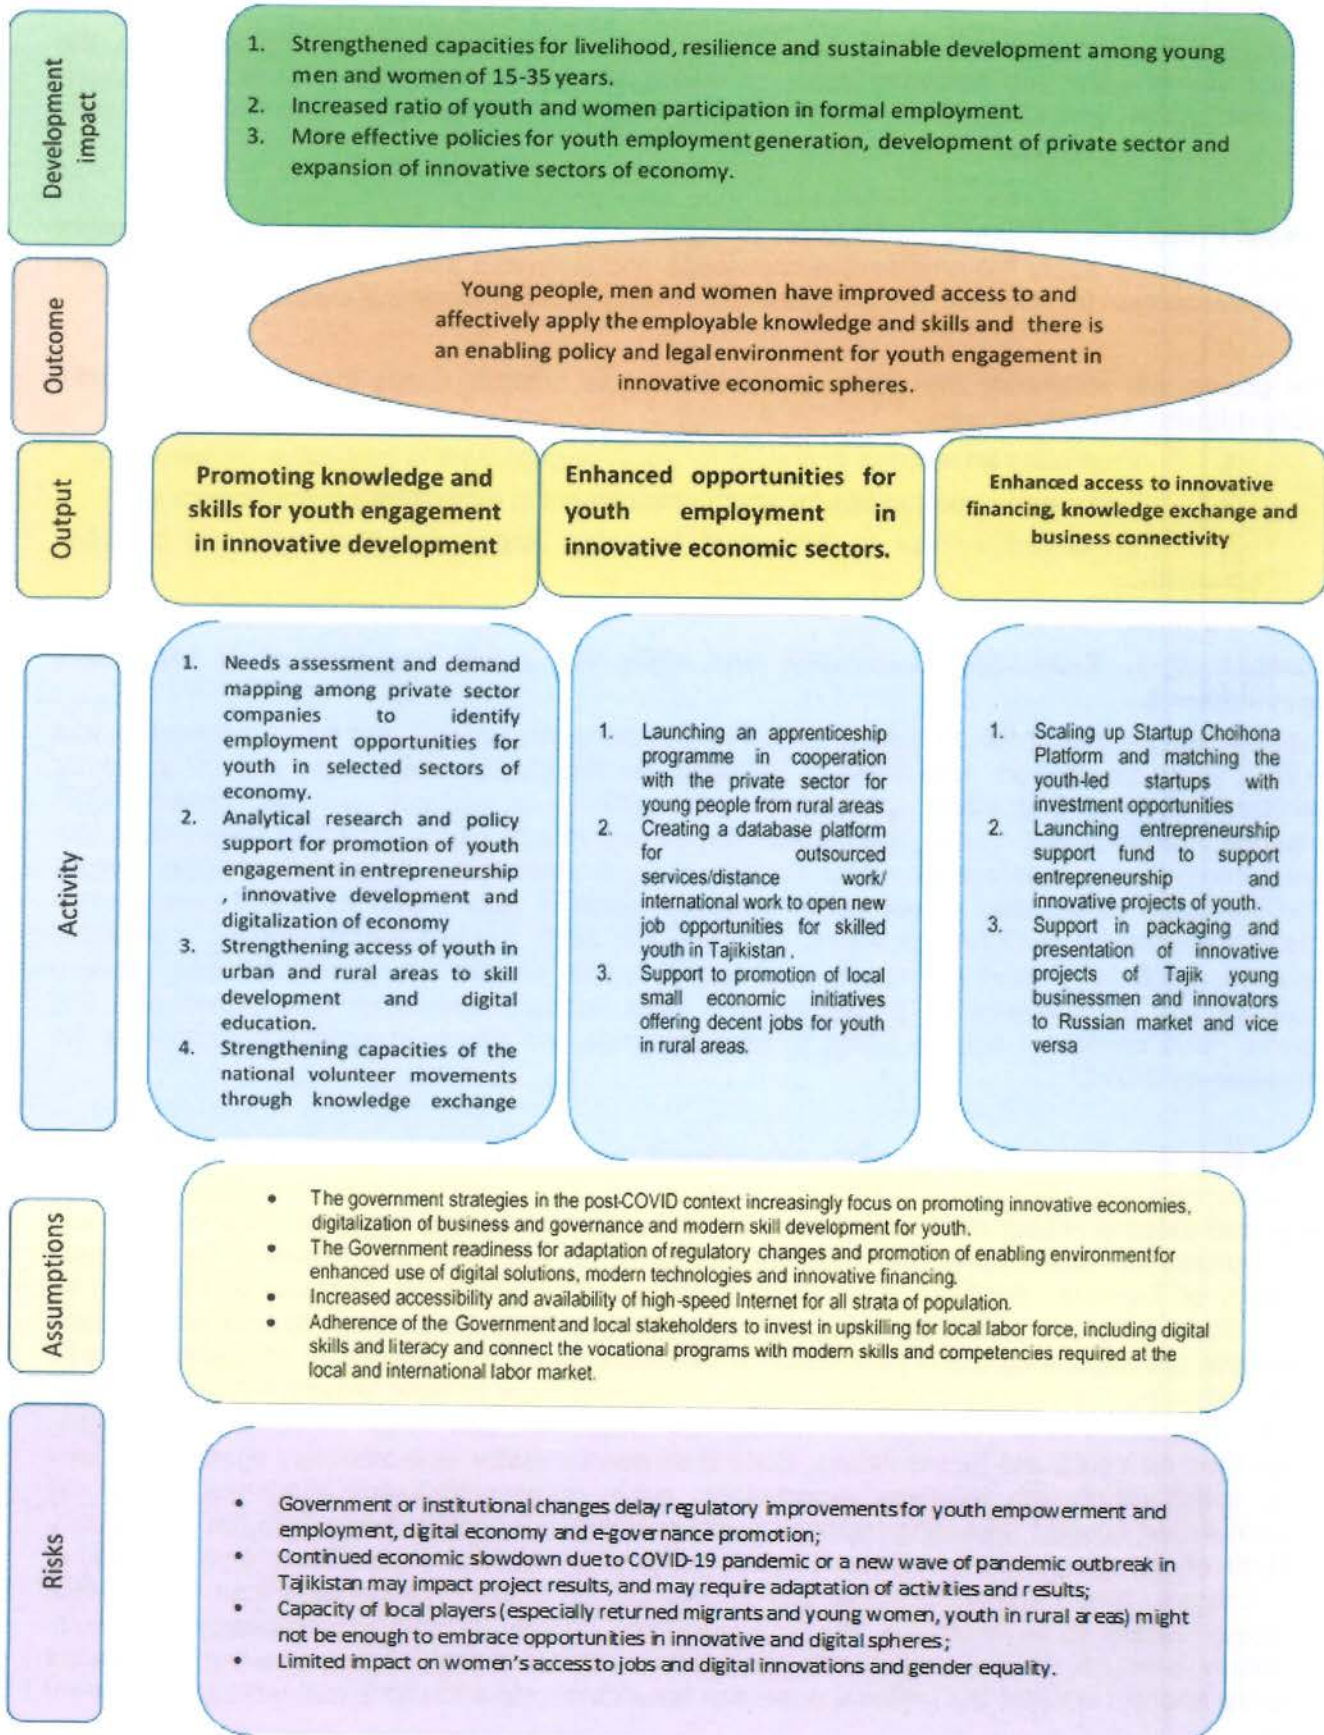 Development
impact
1. Strengthened capacities for livelihood, resilience and sustainable development among young
men and women of 15-35 years.
2. Increased ratio of youth and women participation in formal employment.
3. More effective policies for youth employment generation, development of private sector and
expansion of innovative sectors of economy.
Outcome
Young people, men and women have improved access to and
affectively apply the employable knowledge and skills and there is
an enabling policy and legal environment for youth engagement in
innovative economic spheres.
Output
Promoting knowledge and
skills for youth engagement
in innovative development
Enhanced opportunities for
youth employment in
innovative economic sectors.
Enhanced access to innovative
financing, knowledge exchange and
business connectivity
Activity
1. Needs assessment and demand
mapping among private sector
companies to identify
employment opportunities for
youth in selected sectors of
economy.
2. Analytical research and policy
support for promotion of youth
engagement in entrepreneurship
, innovative development and
digitalization of economy
3. Strengthening access of youth in
urban and rural areas to skill
development and digital
education.
4. Strengthening capacities of the
national volunteer movements
through knowledge exchange
1. Launching an apprenticeship
programme in cooperation
with the private sector for
young people from rural areas
2. Creating a database platform
for outsourced
services/distance work/
international work to open new
job opportunities for skilled
youth in Tajikistan .
3. Support to promotion of local
small economic initiatives
offering decent jobs for youth
in rural areas.
1. Scaling up Startup Choihona
Platform and matching the
youth-led startups with
investment opportunities
2. Launching entrepreneurship
support fund to support
entrepreneurship and
innovative projects of youth.
3. Support in packaging and
presentation of innovative
projects of Tajik young
businessmen and innovators
to Russian market and vice
versa
Assumptions
• The government strategies in the post-COVID context increasingly focus on promoting innovative economies,
digitalization of business and governance and modern skill development for youth.
• The Government readiness for adaptation of regulatory changes and promotion of enabling environment for
enhanced use of digital solutions, modern technologies and innovative financing.
• Increased accessibility and availability of high-speed Internet for all strata of population.
• Adherence of the Government and local stakeholders to invest in upskilling for local labor force, including digital
skills and literacy and connect the vocational programs with modern skills and competencies required at the
local and international labor market.
Risks
• Government or institutional changes delay regulatory improvements for youth empowerment and
employment, digital economy and e-governance promotion;
• Continued economic slowdown due to COVID-19 pandemic or a new wave of pandemic outbreak in
Tajikistan may impact project results, and may require adaptation of activities and results;
• Capacity of local players (especially returned migrants and young women, youth in rural areas) might
not be enough to embrace opportunities in innovative and digital spheres;
• Limited impact on women's access to jobs and digital innovations and gender equality.